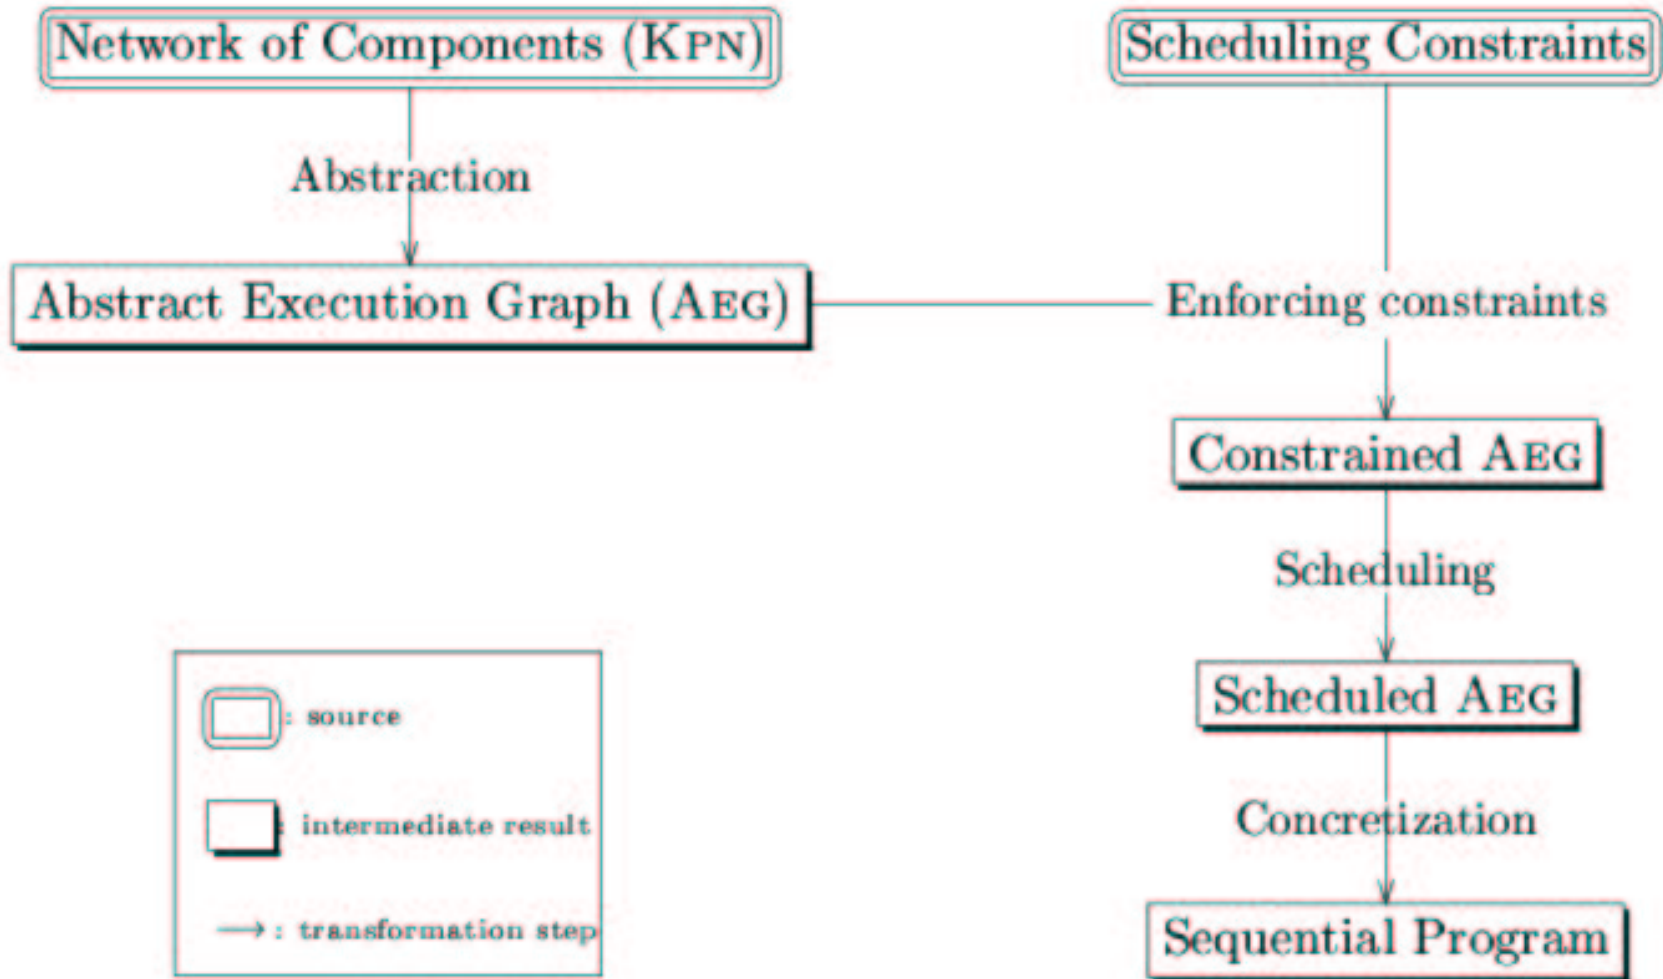 Network of Components (KPN)
Scheduling Constraints
Abstraction
Abstract Execution Graph (AEG)
Enforcing constraints
Constrained AEG
Scheduling
Scheduled AEG
Concretization
Sequential Program
: source
: intermediate result
→ : transformation step